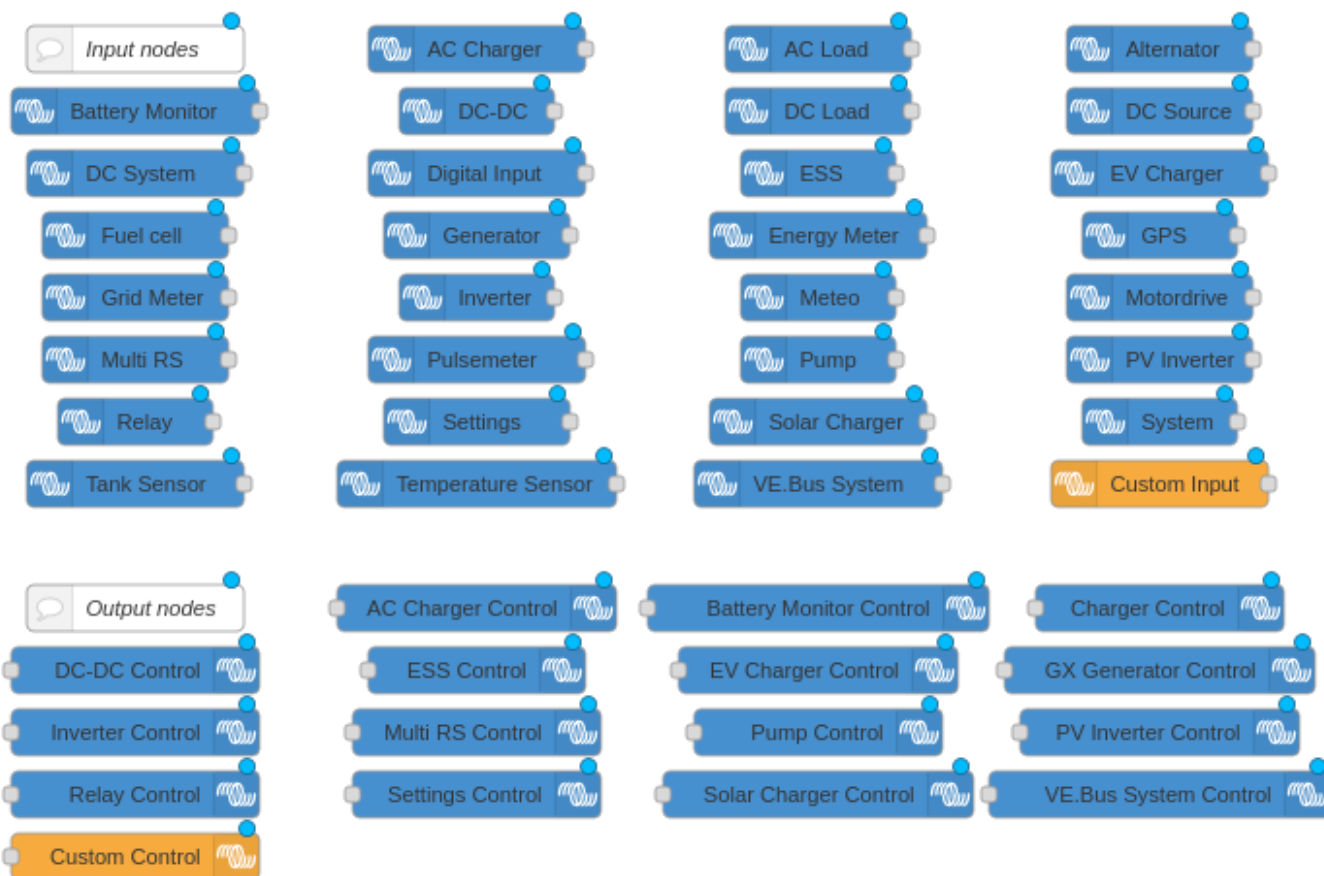 Input nodes
AC Charger
AC Load
Alternator
Battery Monitor
DC-DC
DC Load
DC Source
DC System
Digital Input
ESS
EV Charger
Fuel cell
Generator
Energy Meter
GPS
Grid Meter
Inverter
Meteo
Motordrive
Multi RS
Pulsemeter
Pump
PV Inverter
Relay
Settings
Solar Charger
System
Tank Sensor
Temperature Sensor
VE.Bus System
Custom Input
Output nodes
AC Charger Control
Battery Monitor Control
Charger Control
DC-DC Control
ESS Control
EV Charger Control
GX Generator Control
Inverter Control
Multi RS Control
Pump Control
PV Inverter Control
Relay Control
Settings Control
Solar Charger Control
VE.Bus System Control
Custom Control